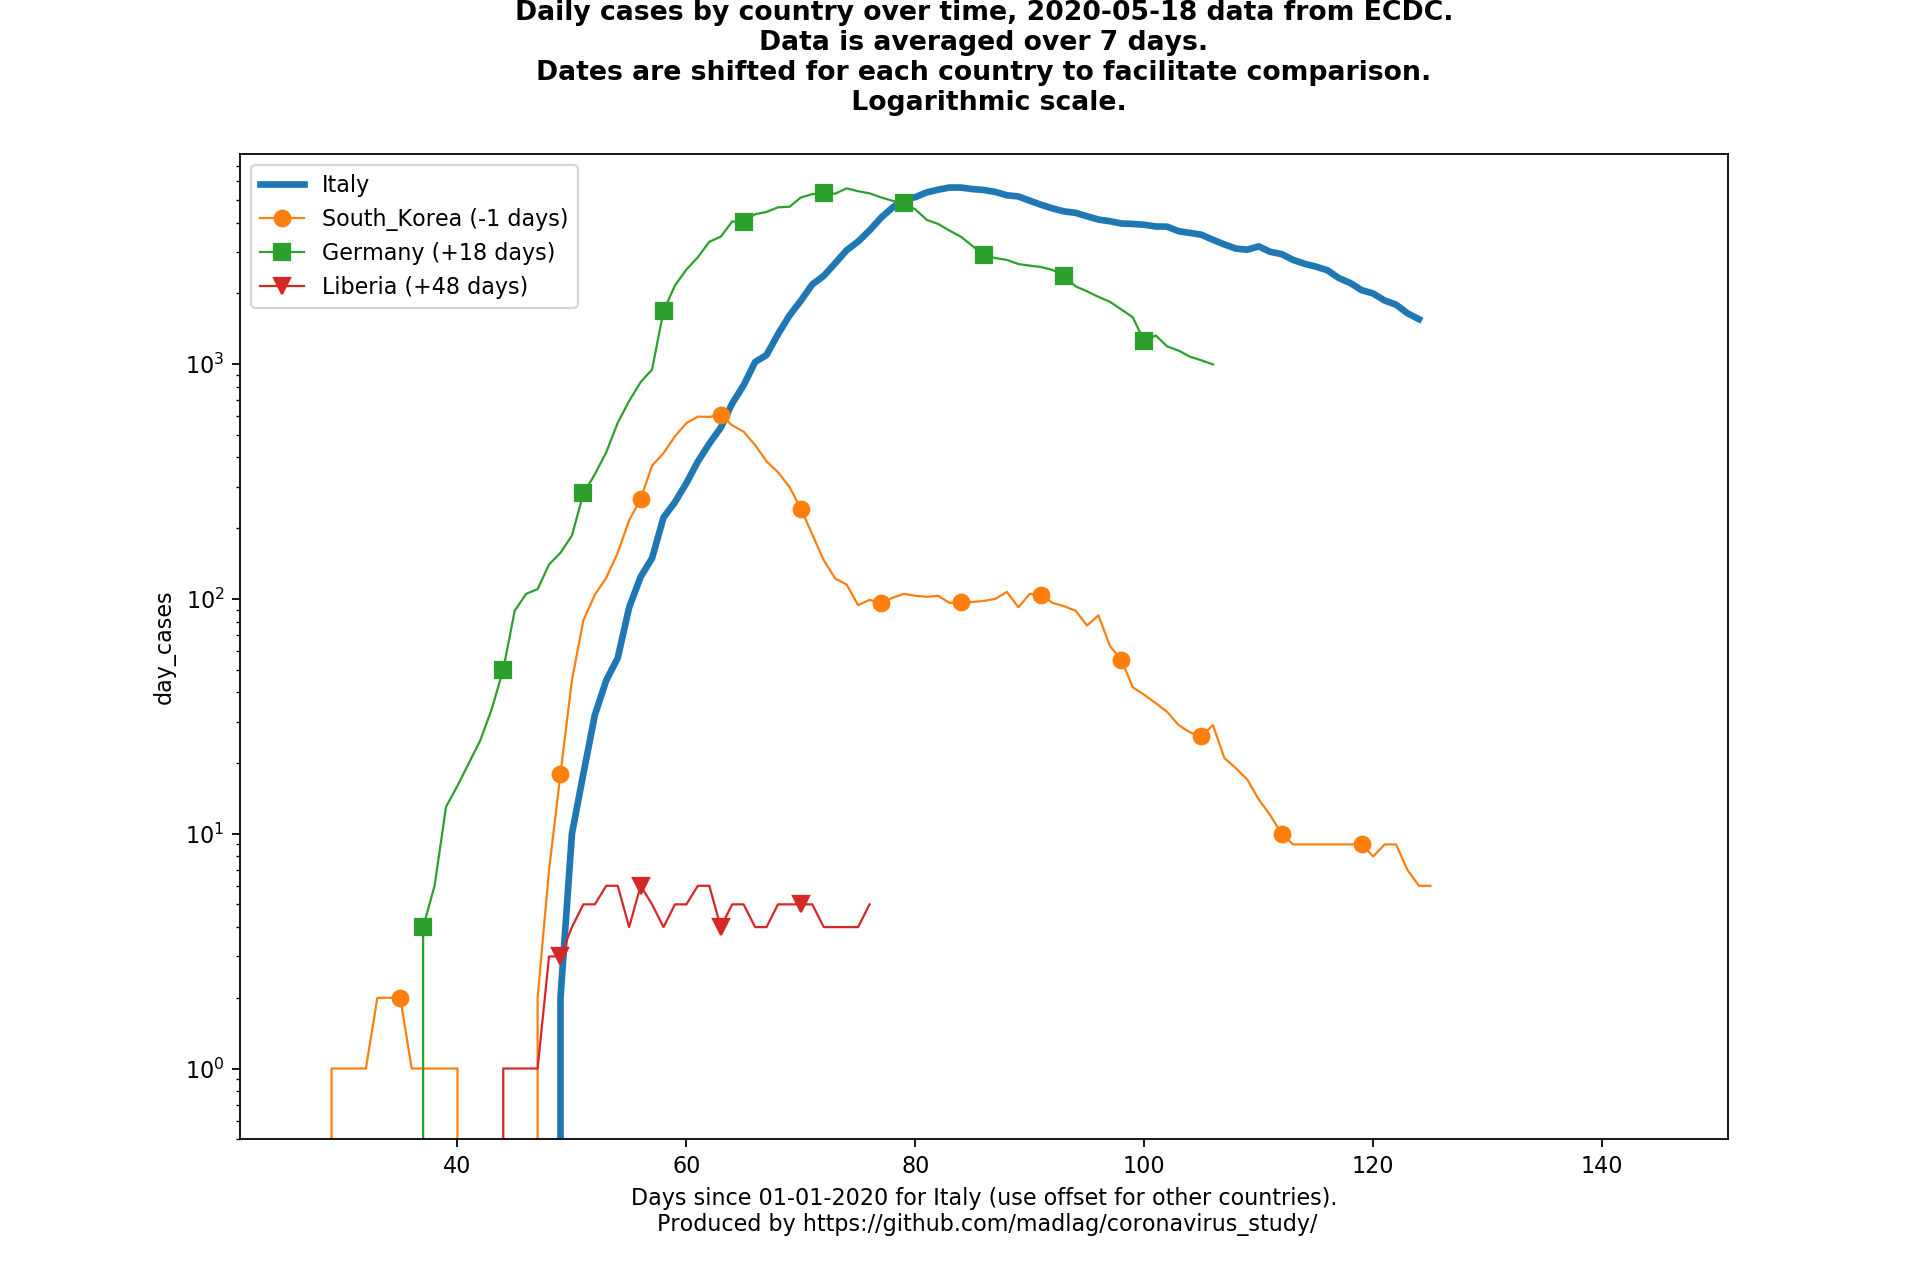 Daily cases by country over time, 2020-05-18 data from ECDC.
Data is averaged over 7 days.
Dates are shifted for each country to facilitate comparison.
Logarithmic scale.
Italy
South_Korea (-1 days)
Germany (+18 days)
Liberia (+48 days)
10³
10²
10¹
10⁰
day_cases
40 60 80 100 120 140
Days since 01-01-2020 for Italy (use offset for other countries).
Produced by https://github.com/madlag/coronavirus_study/